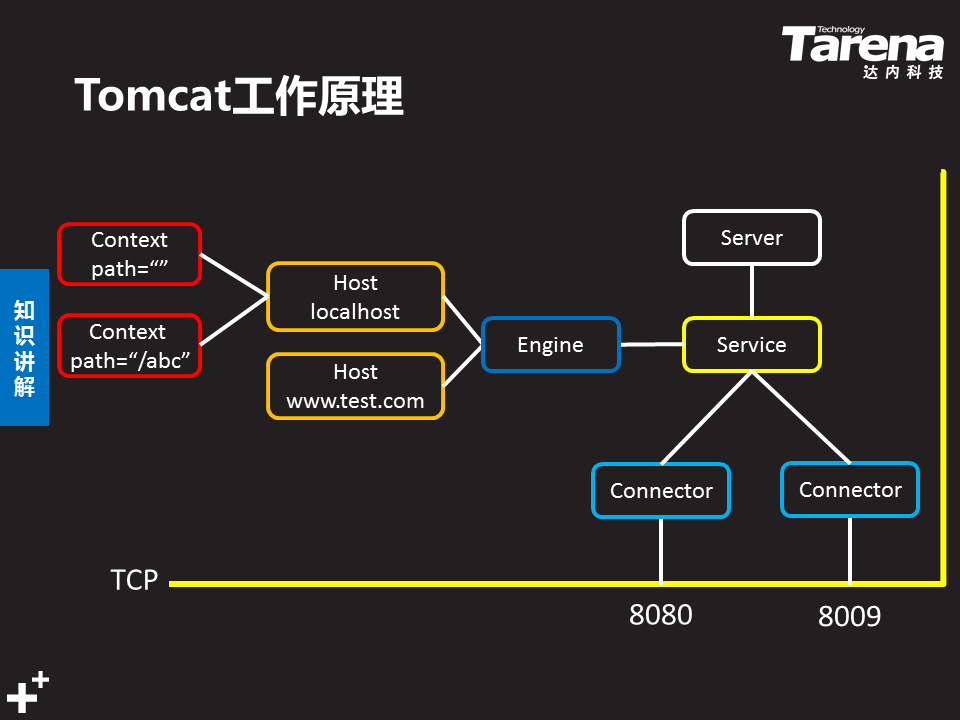 Technology
Tarena
达内科技
Tomcat工作原理
知识讲解
Context
path=“”
Context
path=“/abc”
Host
localhost
Host
www.test.com
Engine
Server
Service
Connector
Connector
TCP
8080
8009